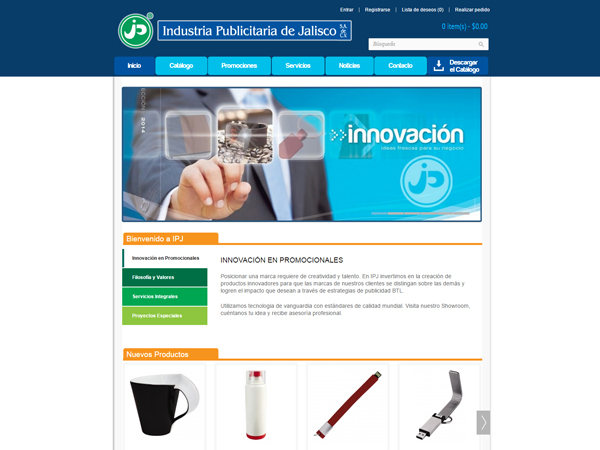 Entrar | Registrarse | Lista de deseos (0) | Realizar pedido
jp
Industria Publicitaria de Jalisco S.A. DE C.V.
0 item(s) - $0.00
Búsqueda
Inicio
Catálogo
Promociones
Servicios
Noticias
Contacto
Descargar
el Catálogo
innovación
ideas frescas para su negocio
jp
Bienvenido a IPJ
Innovación en Promocionales
Filosofía y Valores
Servicios Integrales
Proyectos Especiales
INNOVACIÓN EN PROMOCIONALES
Posicionar una marca requiere de creatividad y talento. En IPJ invertimos en la creación de
productos innovadores para que las marcas de nuestros clientes se distingan sobre las demás y
logren el impacto que desean a través de estrategias de publicidad BTL.
Utilizamos tecnología de vanguardia con estándares de calidad mundial. Visita nuestro Showroom,
cuéntanos tu idea y recibe asesoría profesional.
Nuevos Productos